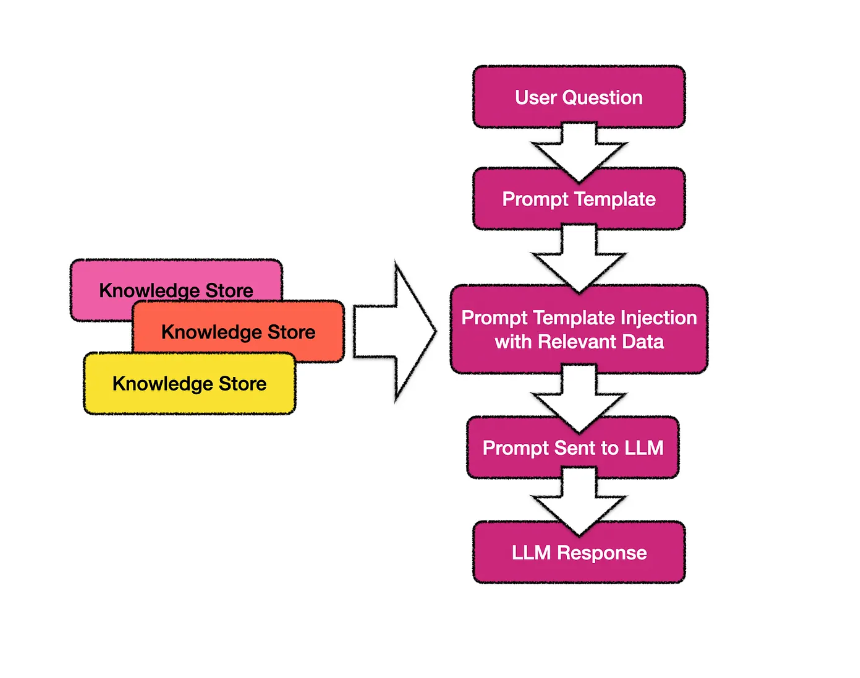 User Question
Prompt Template
Knowledge Store
Knowledge Store
Knowledge Store
Prompt Template Injection
with Relevant Data
Prompt Sent to LLM
LLM Response